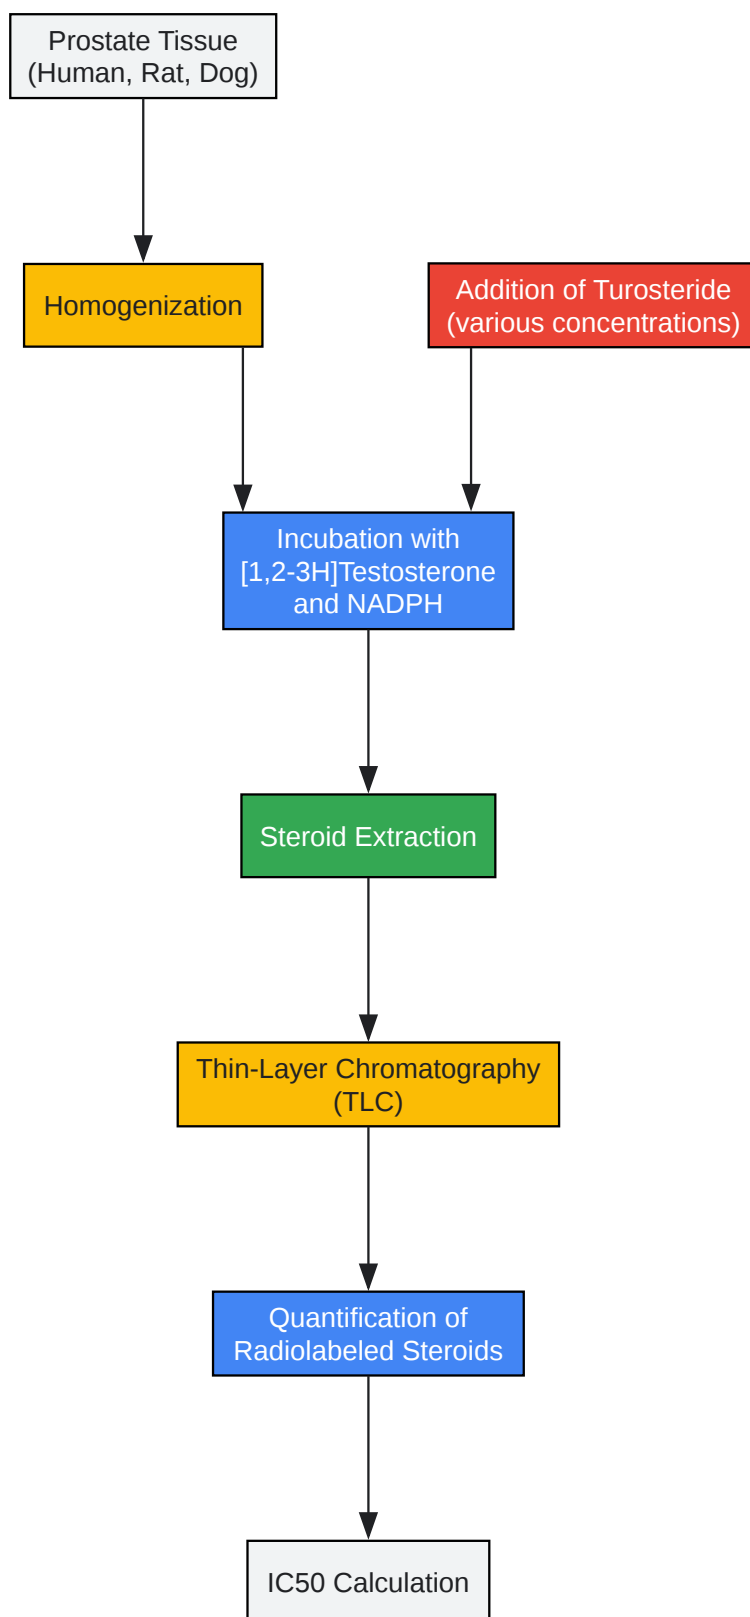 Prostate Tissue
(Human, Rat, Dog)
Homogenization
Addition of Turosteride
(various concentrations)
Incubation with
[1,2-3H]Testosterone
and NADPH
Steroid Extraction
Thin-Layer Chromatography
(TLC)
Quantification of
Radiolabeled Steroids
IC50 Calculation